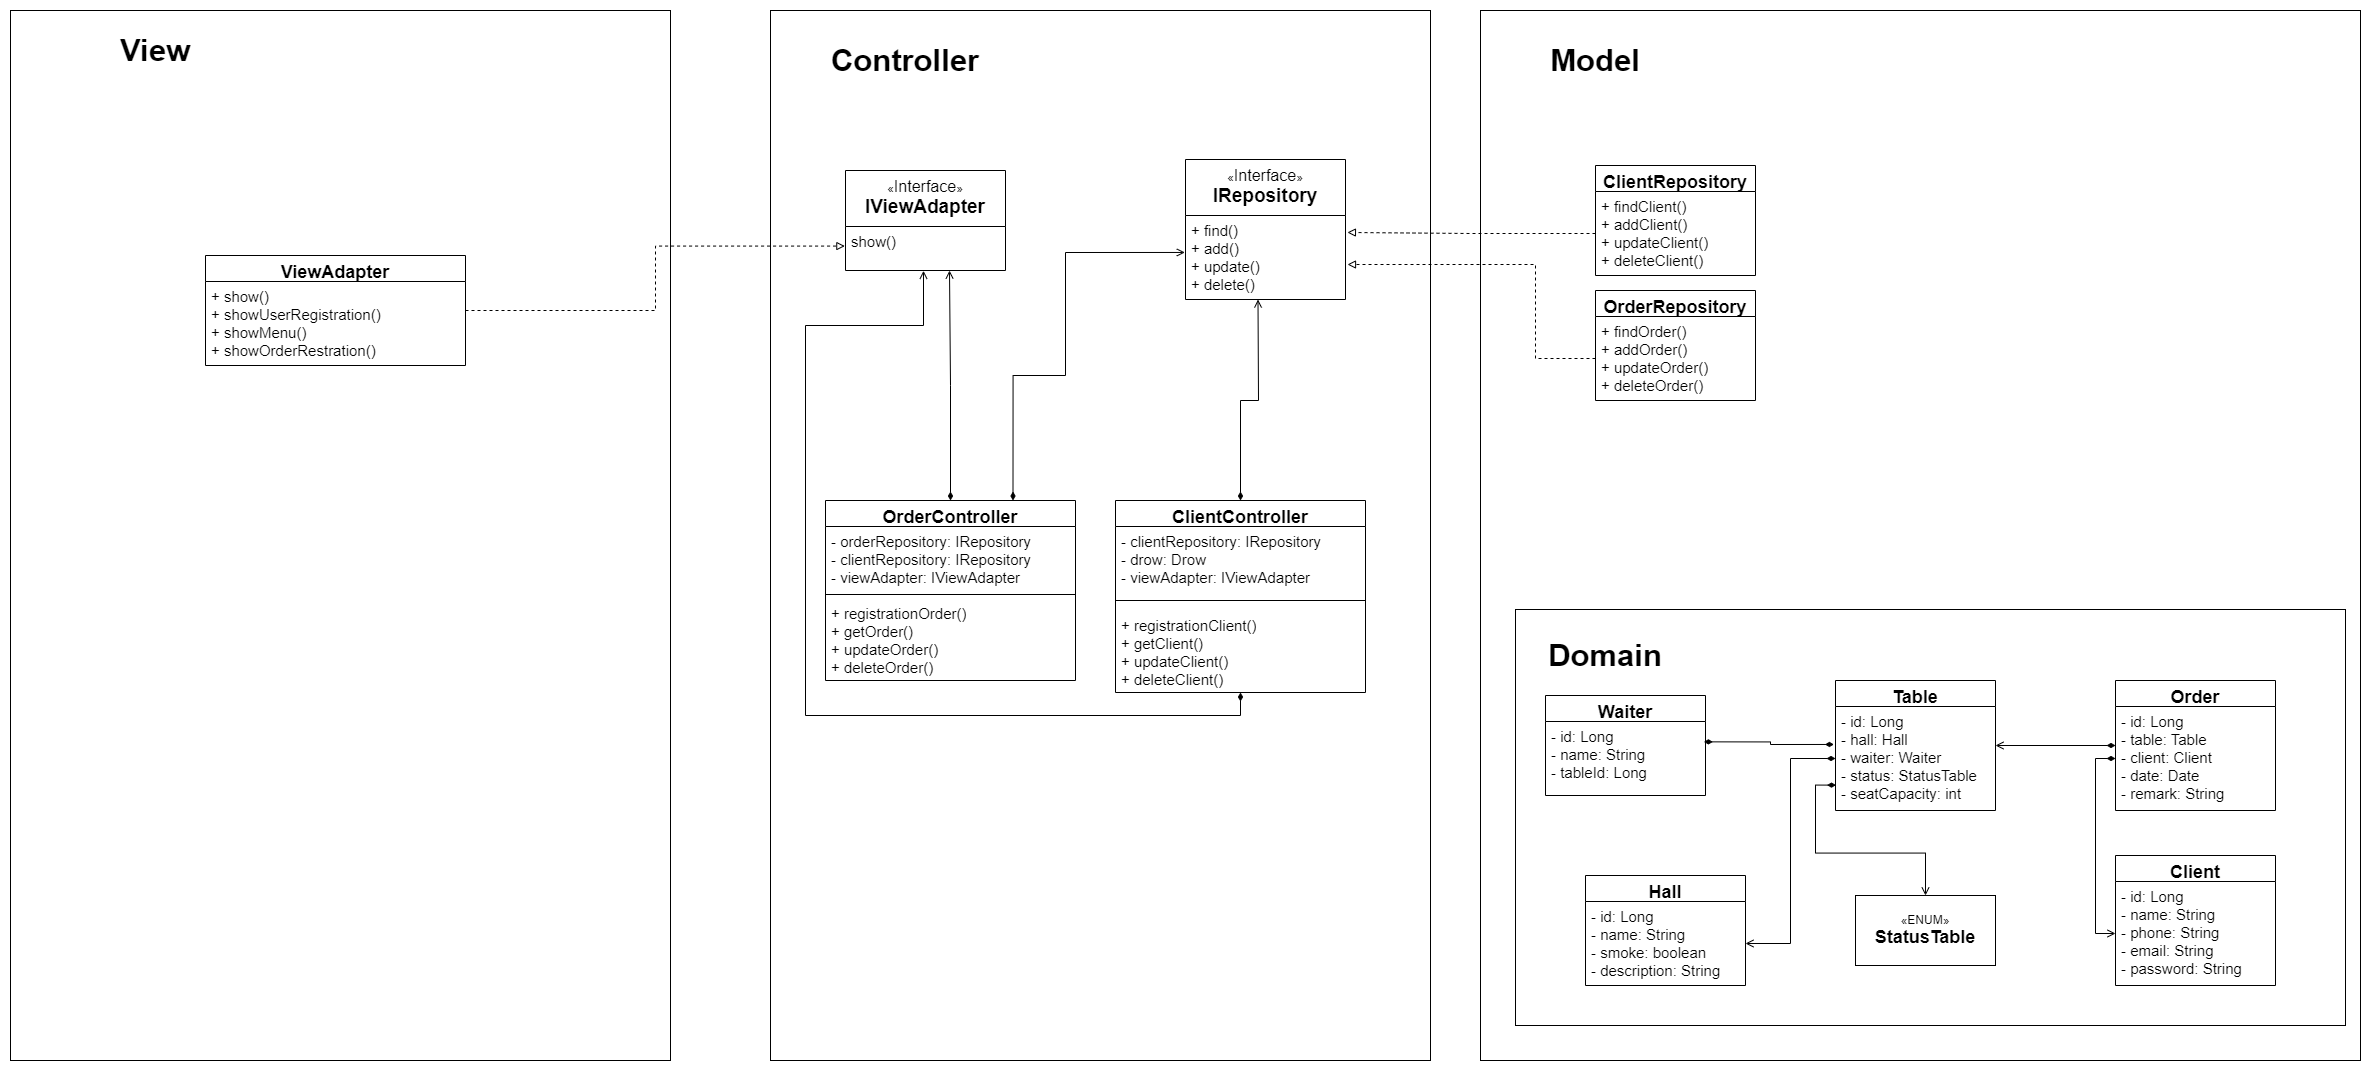 View
ViewAdapter
+ show()
+ showUserRegistration()
+ showMenu()
+ showOrderRestration()
Controller
«Interface»
IViewAdapter
show()
«Interface»
IRepository
+ find()
+ add()
+ update()
+ delete()
OrderController
- orderRepository: IRepository
- clientRepository: IRepository
- viewAdapter: IViewAdapter
+ registrationOrder()
+ getOrder()
+ updateOrder()
+ deleteOrder()
ClientController
- clientRepository: IRepository
- drow: Drow
- viewAdapter: IViewAdapter
+ registrationClient()
+ getClient()
+ updateClient()
+ deleteClient()
Model
ClientRepository
+ findClient()
+ addClient()
+ updateClient()
+ deleteClient()
OrderRepository
+ findOrder()
+ addOrder()
+ updateOrder()
+ deleteOrder()
Domain
Waiter
- id: Long
- name: String
- tableId: Long
Table
- id: Long
- hall: Hall
- waiter: Waiter
- status: StatusTable
- seatCapacity: int
Order
- id: Long
- table: Table
- client: Client
- date: Date
- remark: String
Hall
- id: Long
- name: String
- smoke: boolean
- description: String
«ENUM»
StatusTable
Client
- id: Long
- name: String
- phone: String
- email: String
- password: String